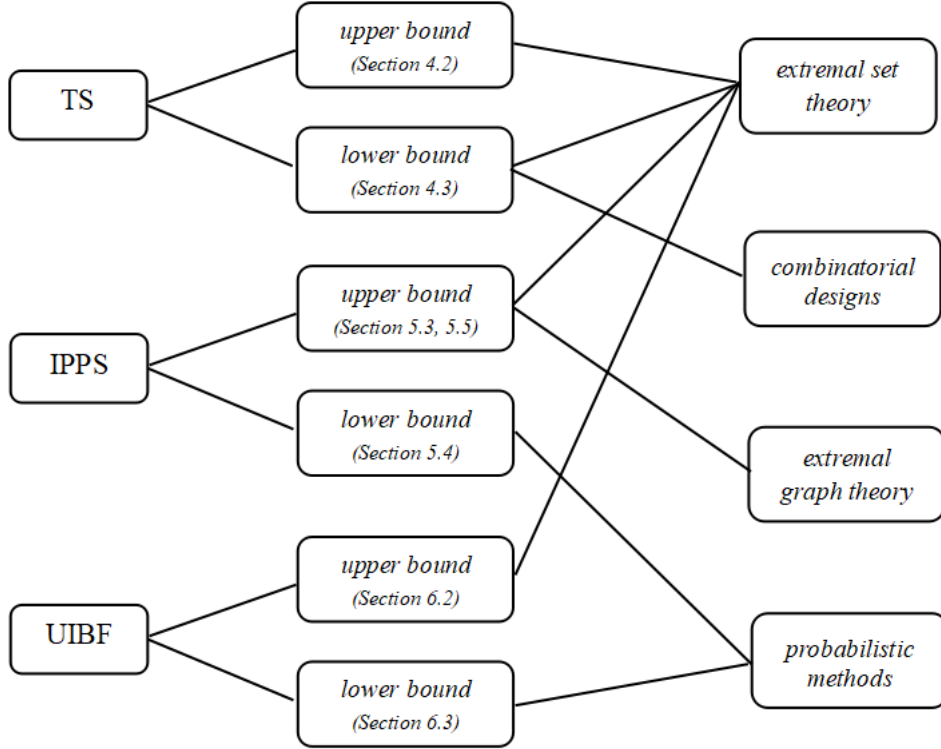 TS
upper bound
(Section 4.2)
lower bound
(Section 4.3)
IPPS
upper bound
(Section 5.3, 5.5)
lower bound
(Section 5.4)
UIBF
upper bound
(Section 6.2)
lower bound
(Section 6.3)
extremal set
theory
combinatorial
designs
extremal
graph theory
probabilistic
methods